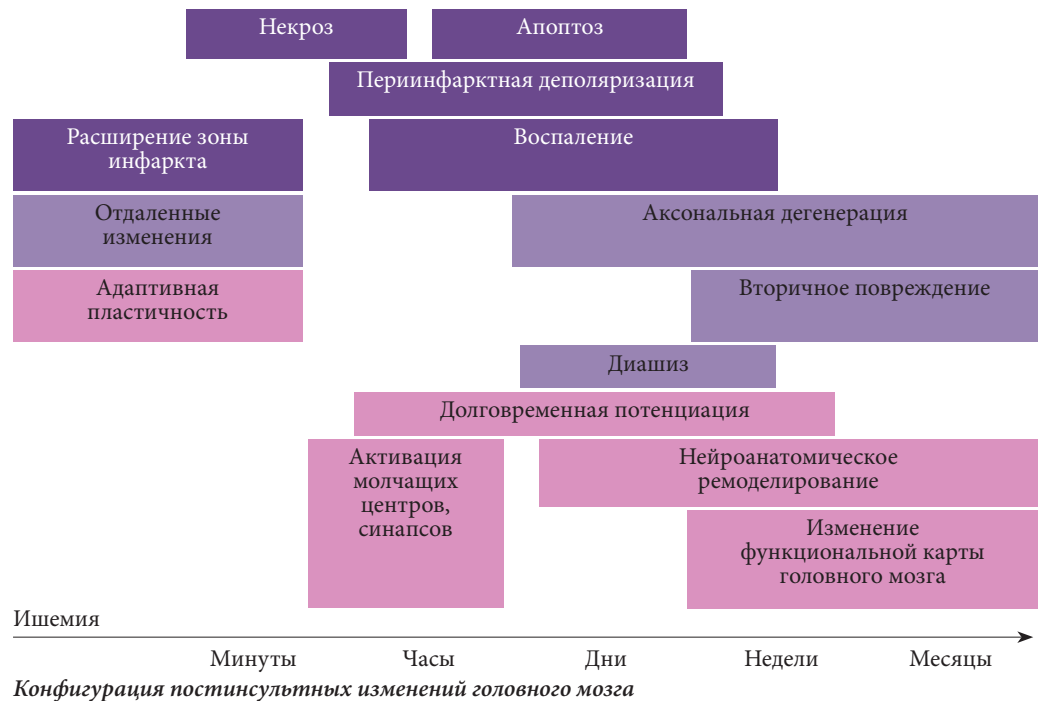 Некроз
Апоптоз
Периинфарктная деполяризация
Расширение зоны
инфаркта
Воспаление
Отдаленные
изменения
Аксональная дегенерация
Адаптивная
пластичность
Вторичное повреждение
Диашиз
Долговременная потенциация
Активация
молчащих
центров,
синапсов
Нейроанатомическое
ремоделирование
Изменение
функциональной карты
головного мозга
Ишемия
Минуты
Часы
Дни
Недели
Месяцы
Конфигурация постинсультных изменений головного мозга